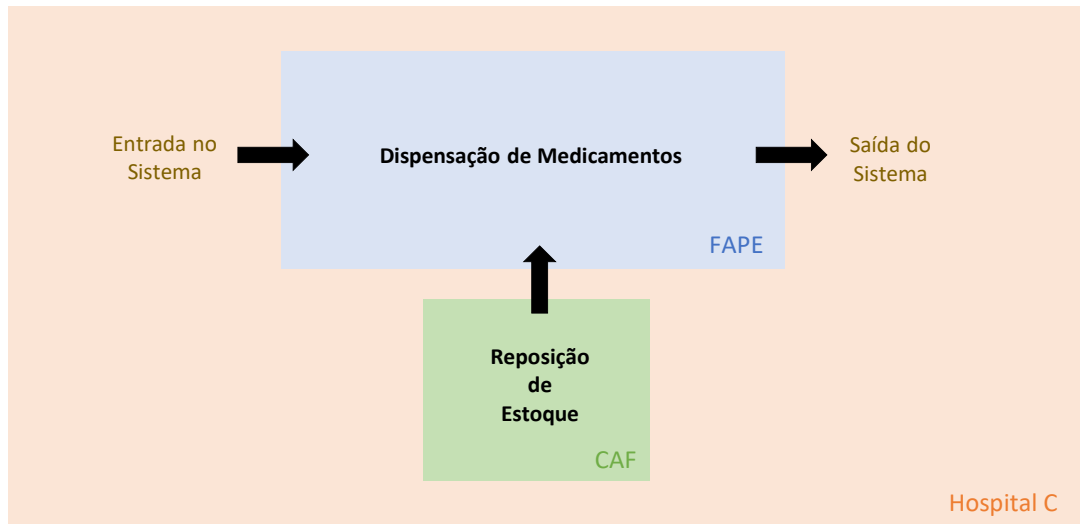 Entrada no
Sistema
Dispensação de Medicamentos
Saída do
Sistema
FAPE
Reposição
de
Estoque
CAF
Hospital C